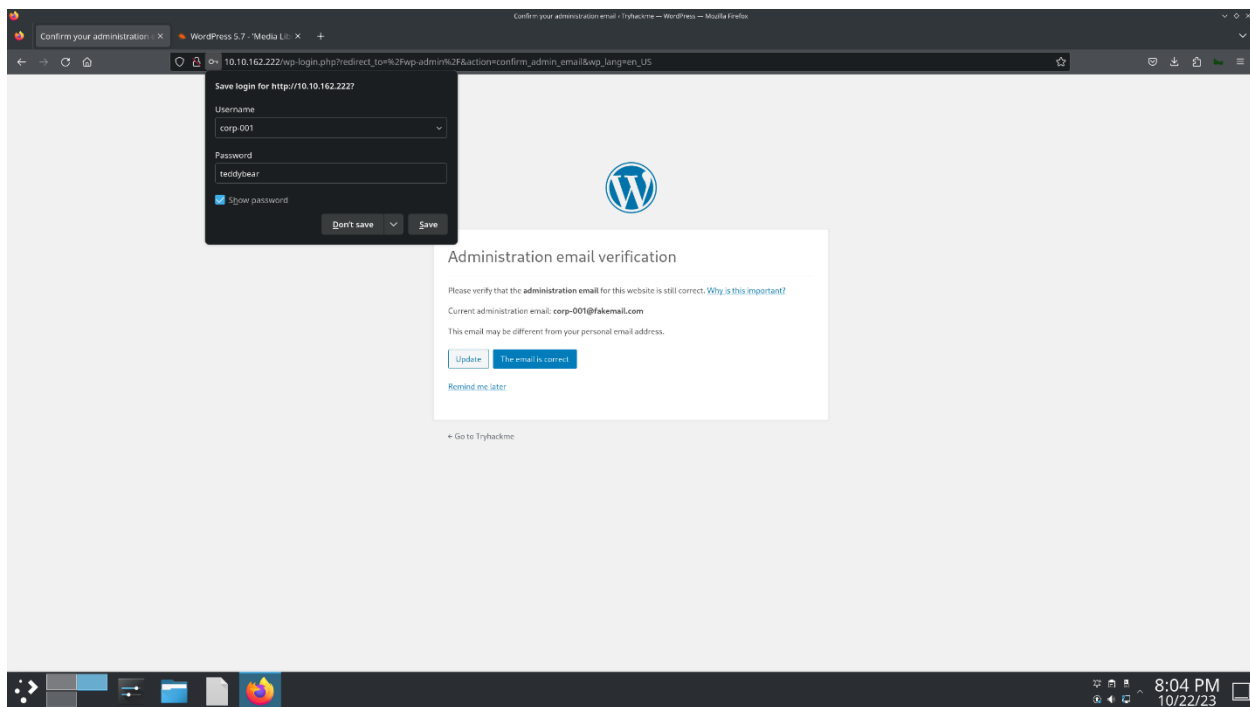 Confirm your administration email ‹ Tryhackme — WordPress — Mozilla Firefox
Confirm your administration e
WordPress 5.7 - 'Media Lib
10.10.162.222/wp-login.php?redirect_to=%2Fwp-admin%2F&action=confirm_admin_email&wp_lang=en_US
Save login for http://10.10.162.222?
Username
corp-001
Password
teddybear
Show password
Don't save
Save
Administration email verification
Please verify that the administration email for this website is still correct. Why is this important?
Current administration email: corp-001@fakemail.com
This email may be different from your personal email address.
Update
The email is correct
Remind me later
← Go to Tryhackme
8:04 PM
10/22/23